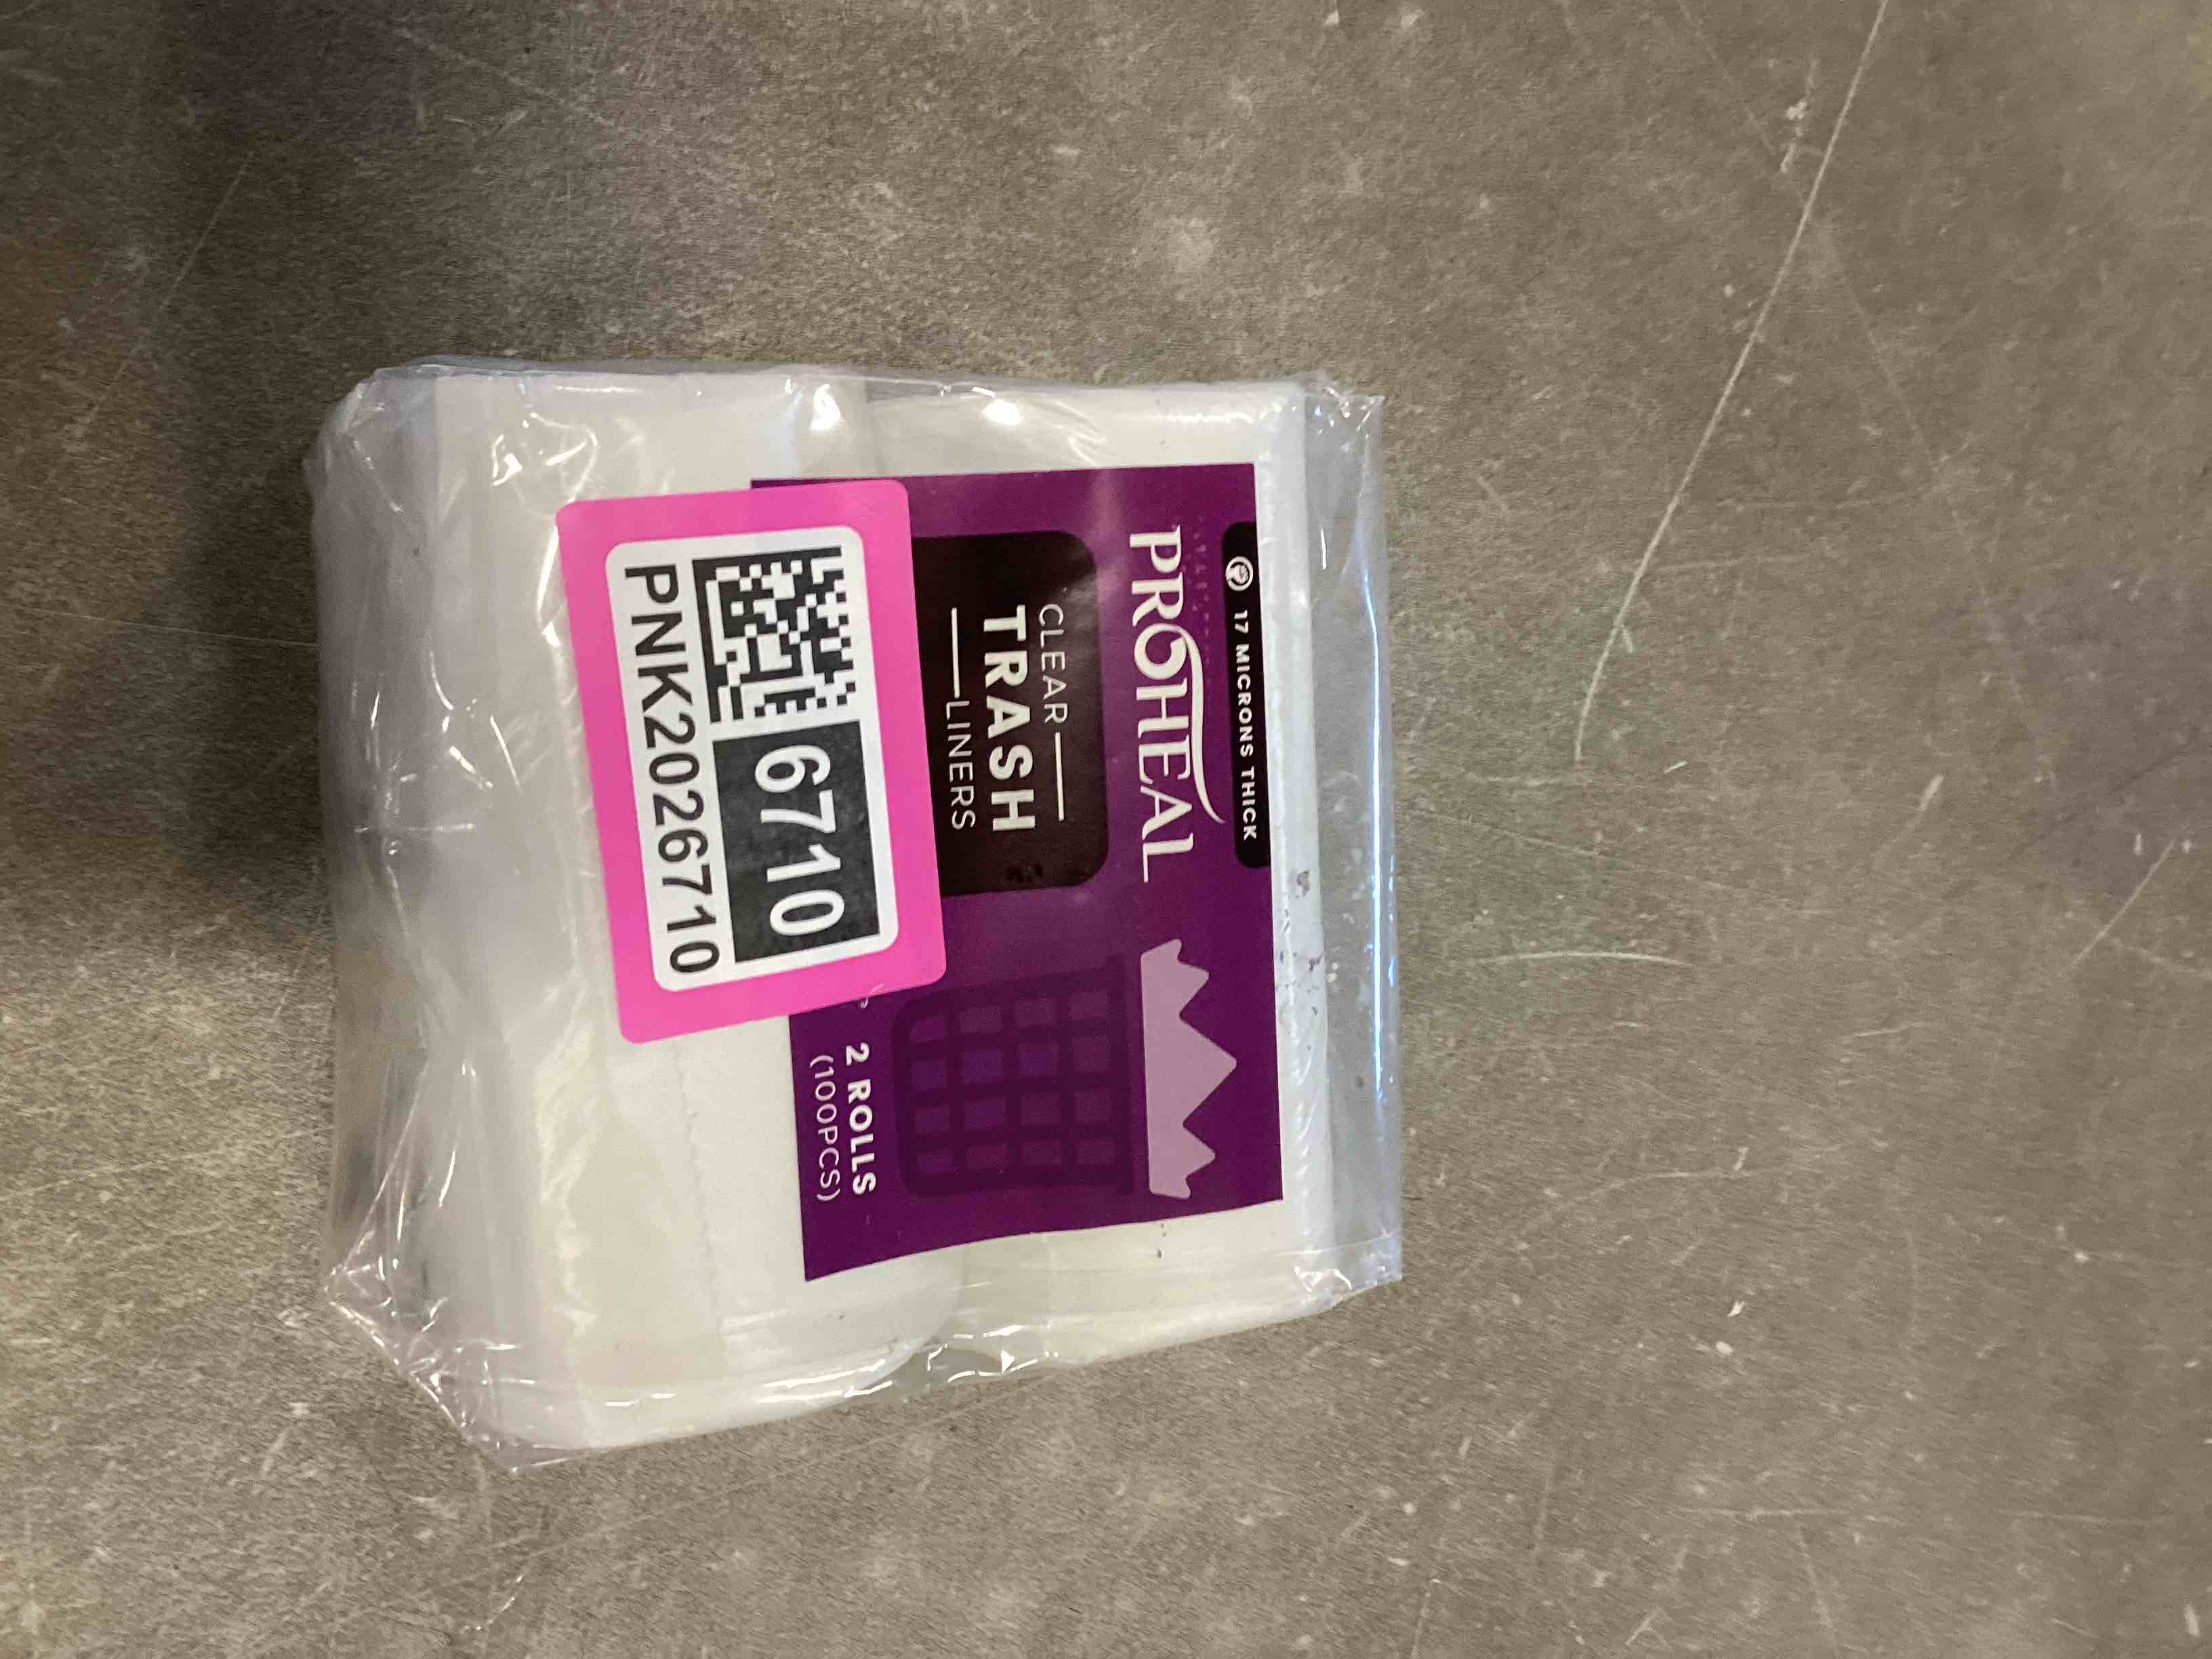 17 MICRONS THICK
PROHEAL
CLEAR
TRASH
LINERS
2 ROLLS
(100PCS)
6710
PNK2026710